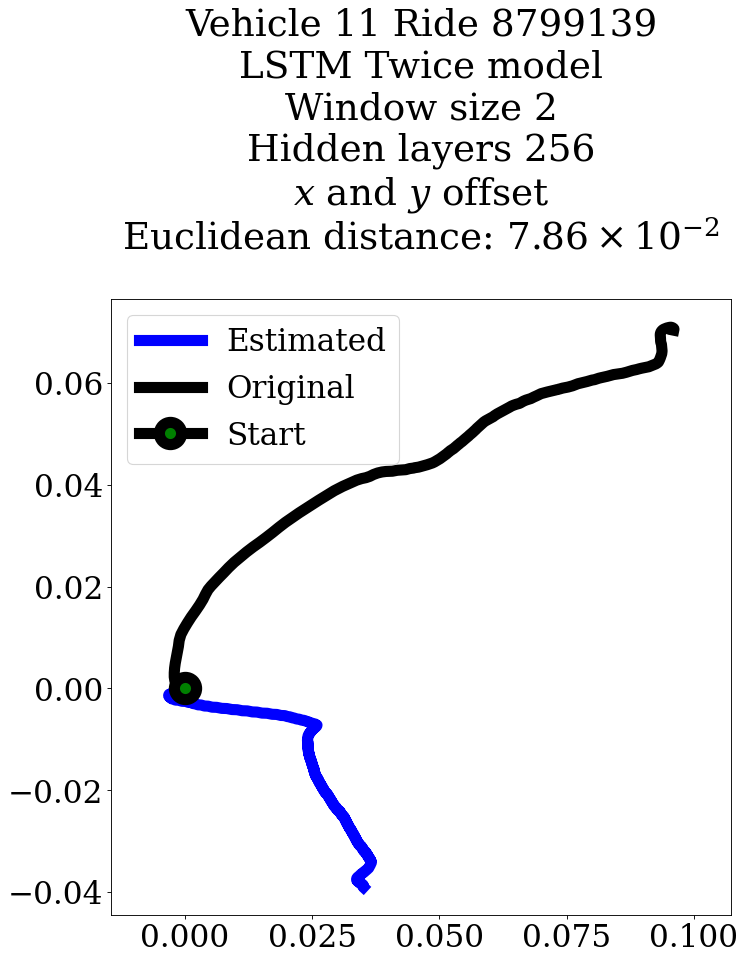 Vehicle 11 Ride 8799139
LSTM Twice model
Window size 2
Hidden layers 256
x and y offset
Euclidean distance: 7.86 × 10⁻²
Estimated
Original
Start
0.06
0.04
0.02
0.00
−0.02
−0.04
0.000 0.025 0.050 0.075 0.100